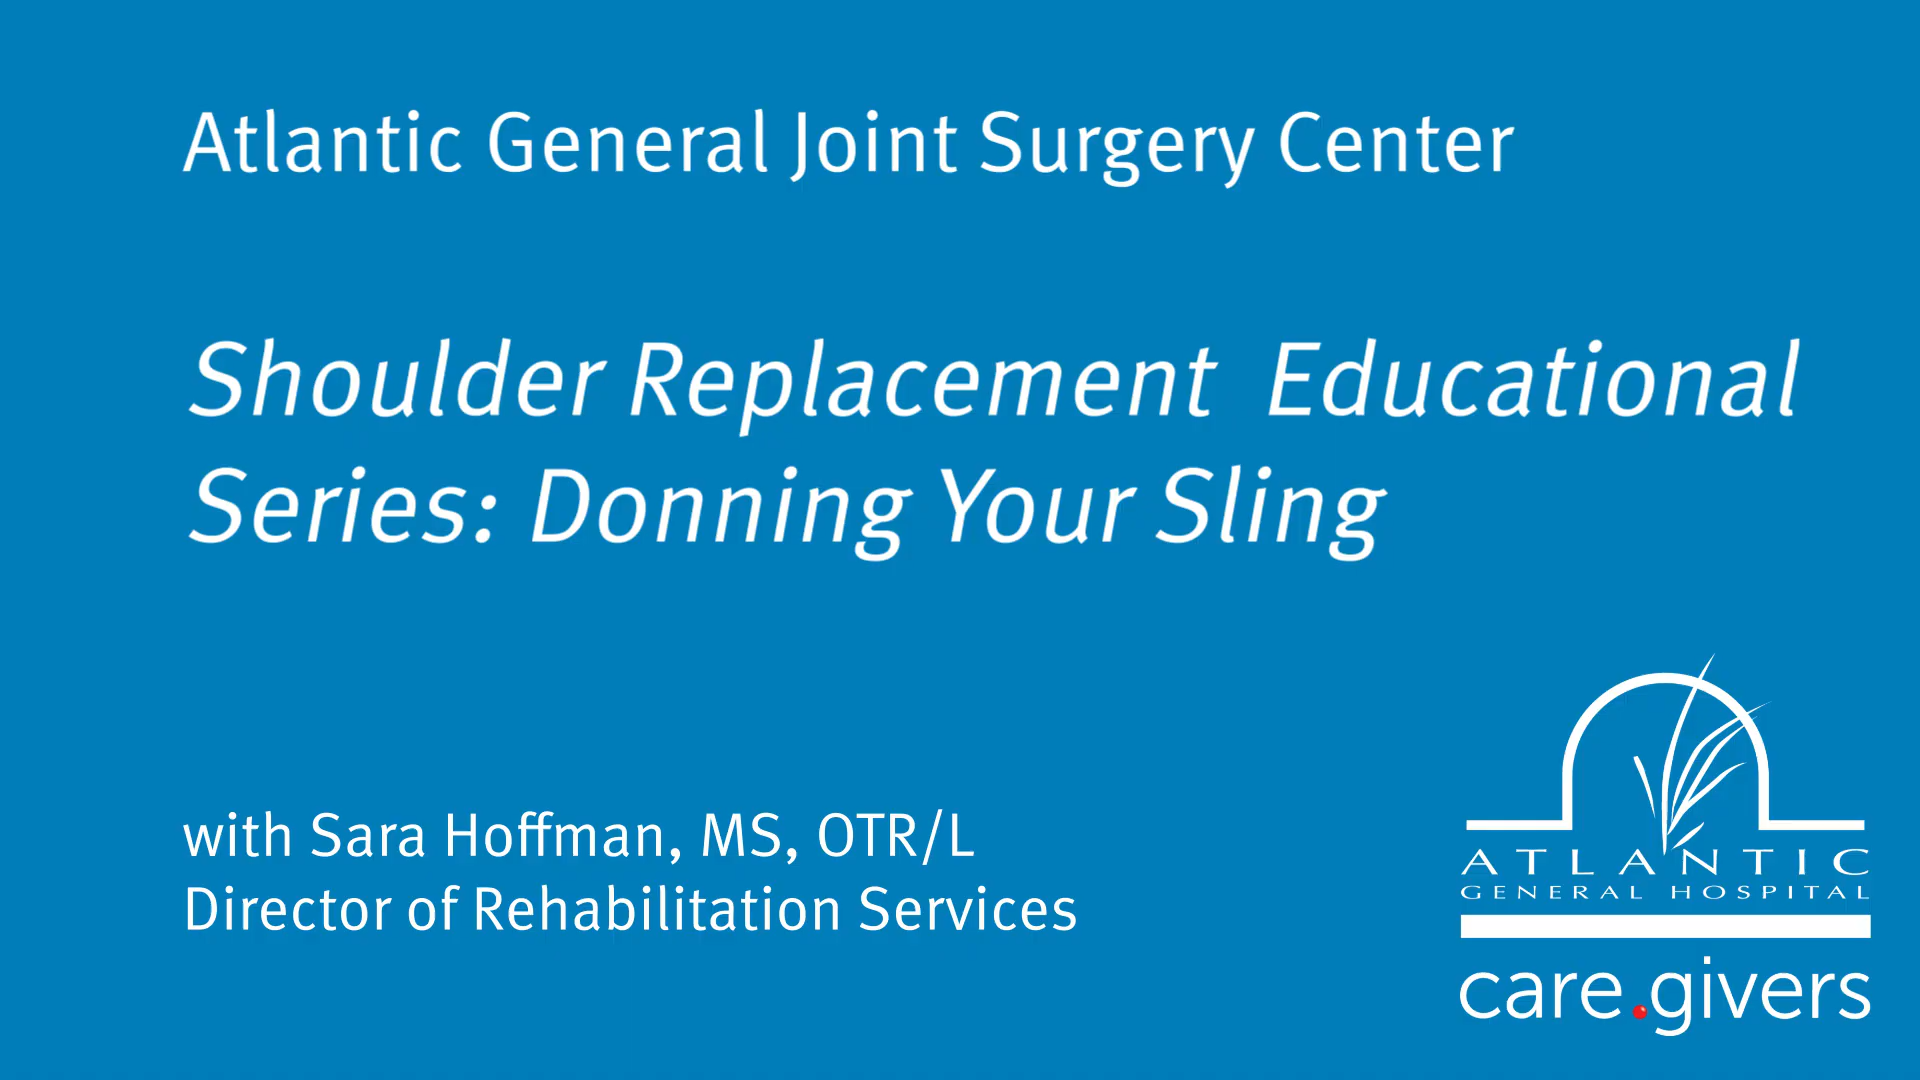 Atlantic General Joint Surgery Center
Shoulder Replacement  Educational
Series: Donning Your Sling
with Sara Hoffman, MS, OTR/L
Director of Rehabilitation Services
ATLANTIC
GENERAL HOSPITAL
care.givers